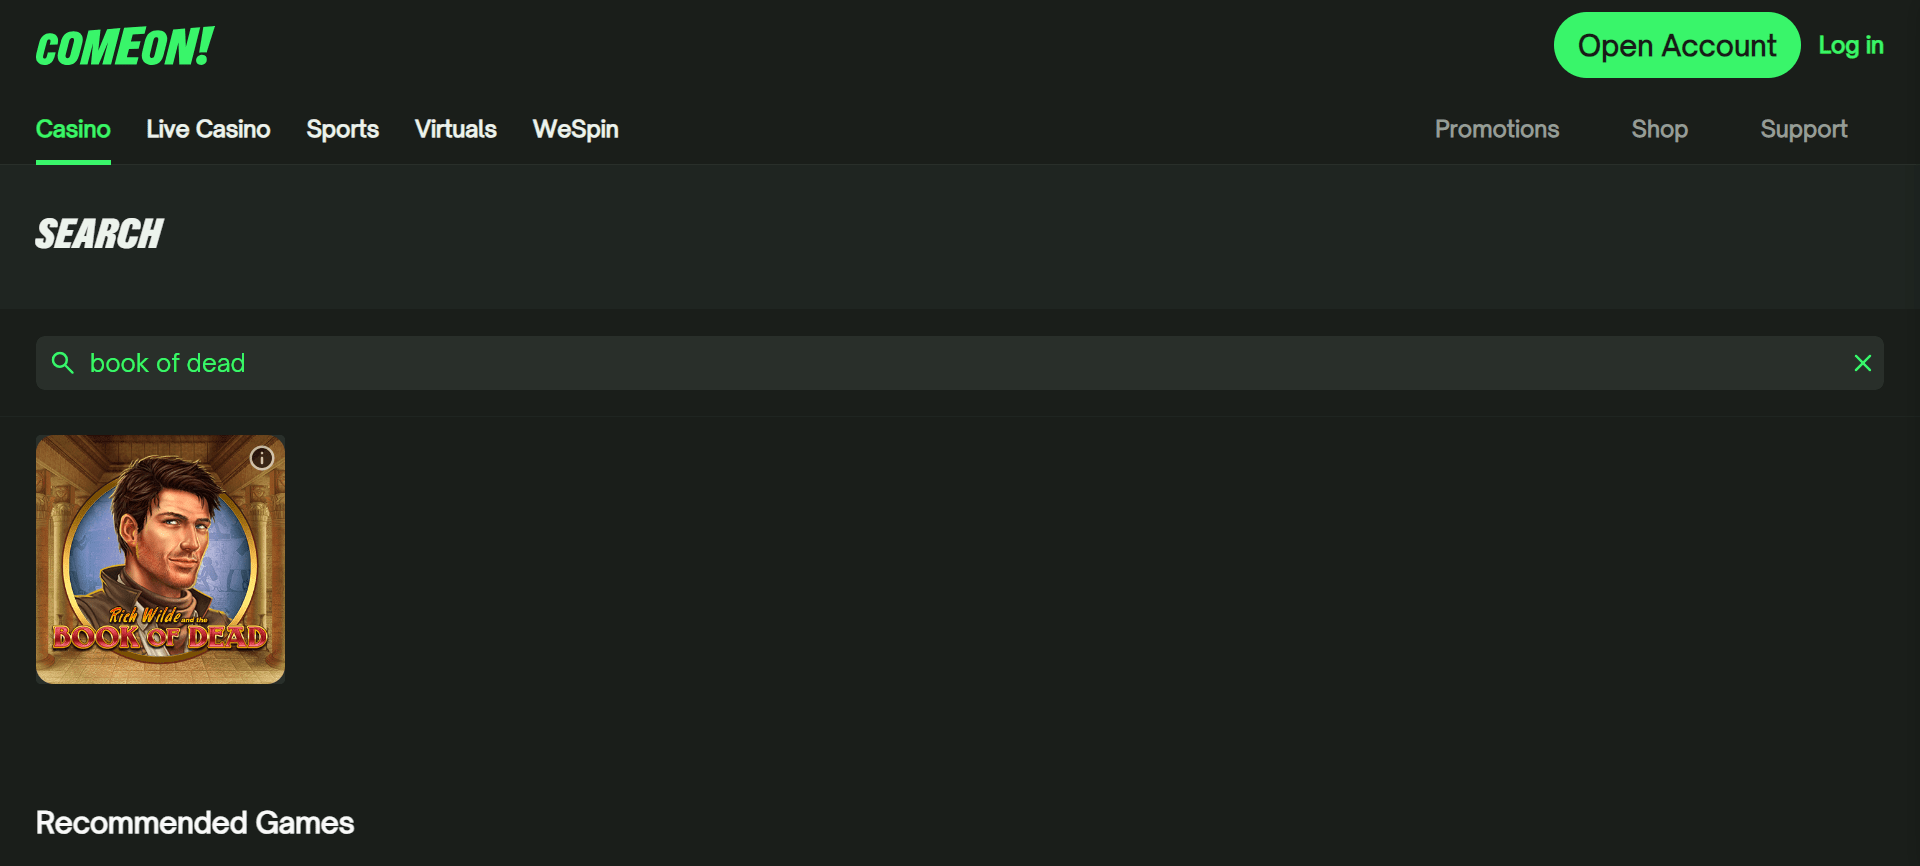 COMEON!
Open Account
Log in
Casino
Live Casino
Sports
Virtuals
WeSpin
Promotions
Shop
Support
SEARCH
book of dead
Rich Wilde and the
BOOK OF DEAD
Recommended Games